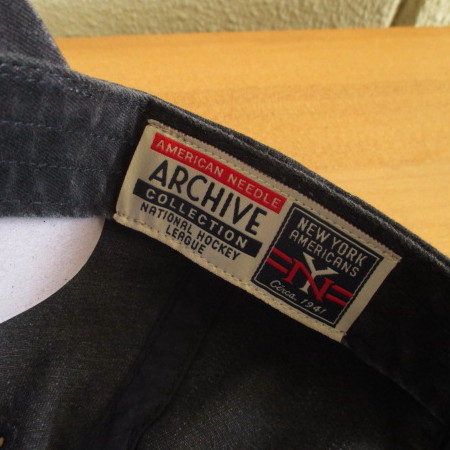 AMERICAN NEEDLE
ARCHIVE
COLLECTION
NATIONAL HOCKEY
LEAGUE
NEW YORK
AMERICANS
NY
Circa. 1941